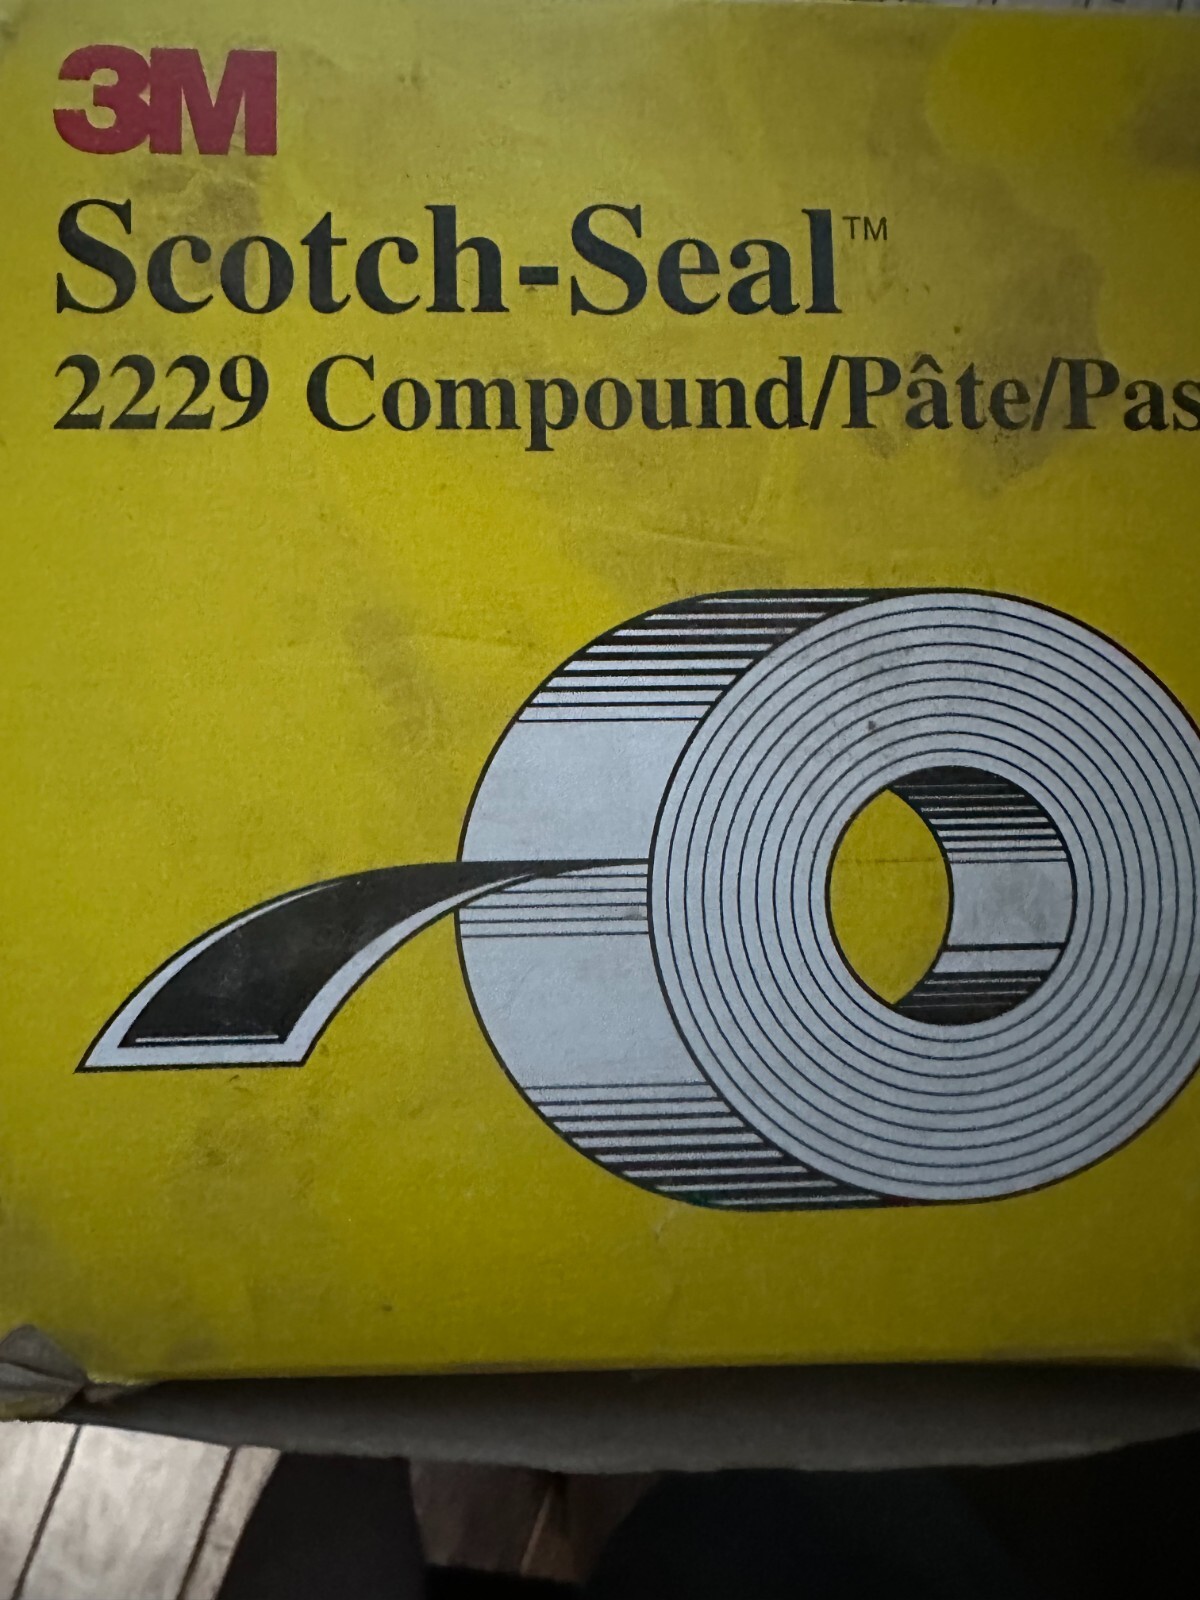 3M
Scotch-Seal™
2229 Compound/Pâte/Pas